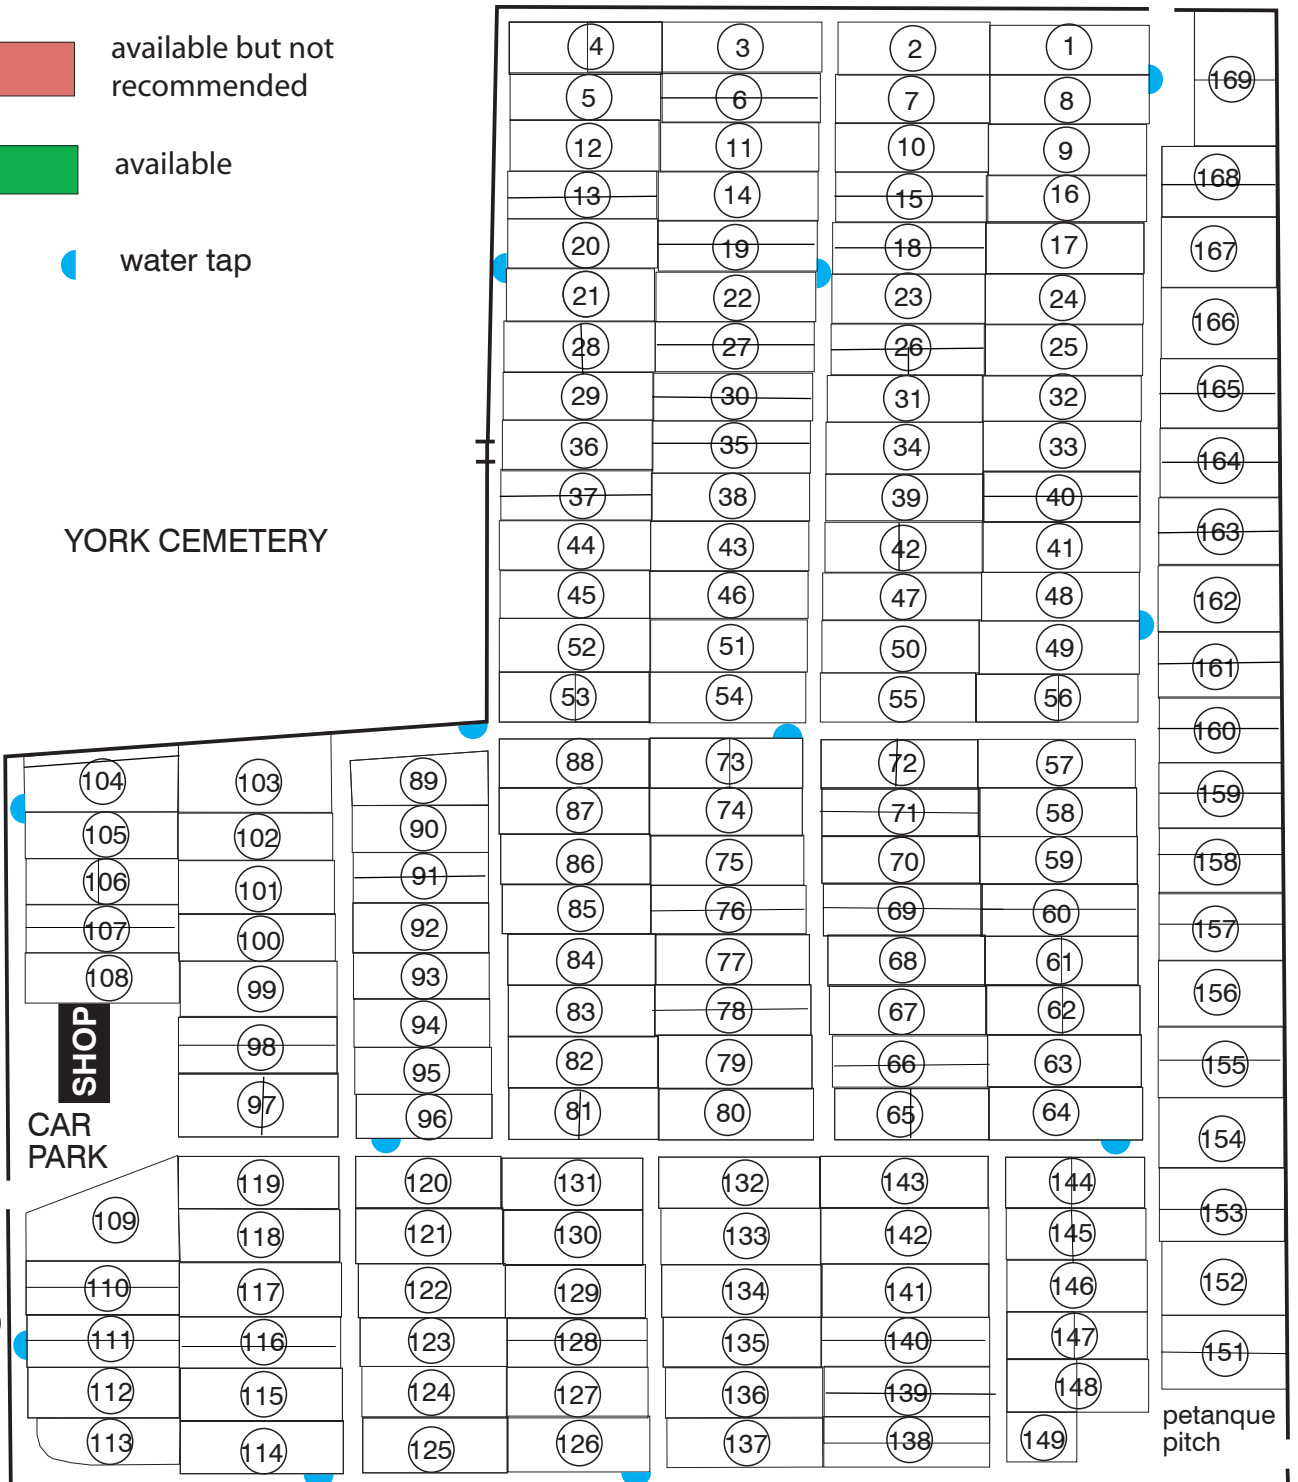 available but not
recommended
available
water tap
YORK CEMETERY
4 3 2 1 169
5 6 7 8
12 11 10 9
13 14 15 16 168
20 19 18 17 167
21 22 23 24 166
28 27 26 25
29 30 31 32 165
36 35 34 33 164
37 38 39 40
44 43 42 41 163
45 46 47 48 162
52 51 50 49 161
53 54 55 56 160
104 103 89 88 73 72 57
105 102 90 87 74 71 58 159
106 101 91 86 75 70 59 158
107 100 92 85 76 69 60 157
108 99 93 84 77 68 61 156
94 83 78 67 62
98 95 82 79 66 63 155
97 96 81 80 65 64 154
SHOP
CAR
PARK
119 120 131 132 143 144 153
109 118 121 130 133 142 145
110 117 122 129 134 141 146 152
111 116 123 128 135 140 147 151
112 115 124 127 136 139 148
113 114 125 126 137 138 149
petanque
pitch